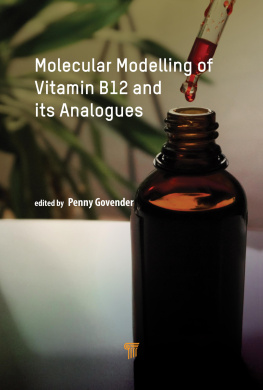 Molecular Modelling of
Vitamin B12 and
its Analogues
edited by Penny Govender